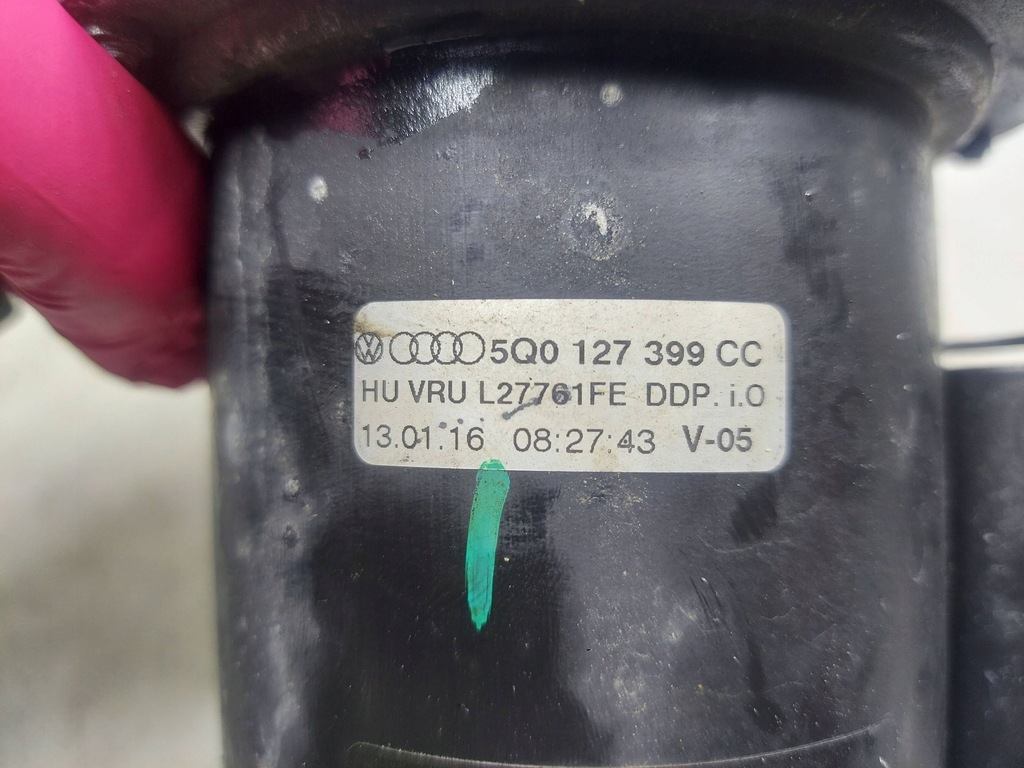 5Q0 127 399 CC
HU VRU L27761FE DDP. i.O
13.01.16 08:27:43 V-05